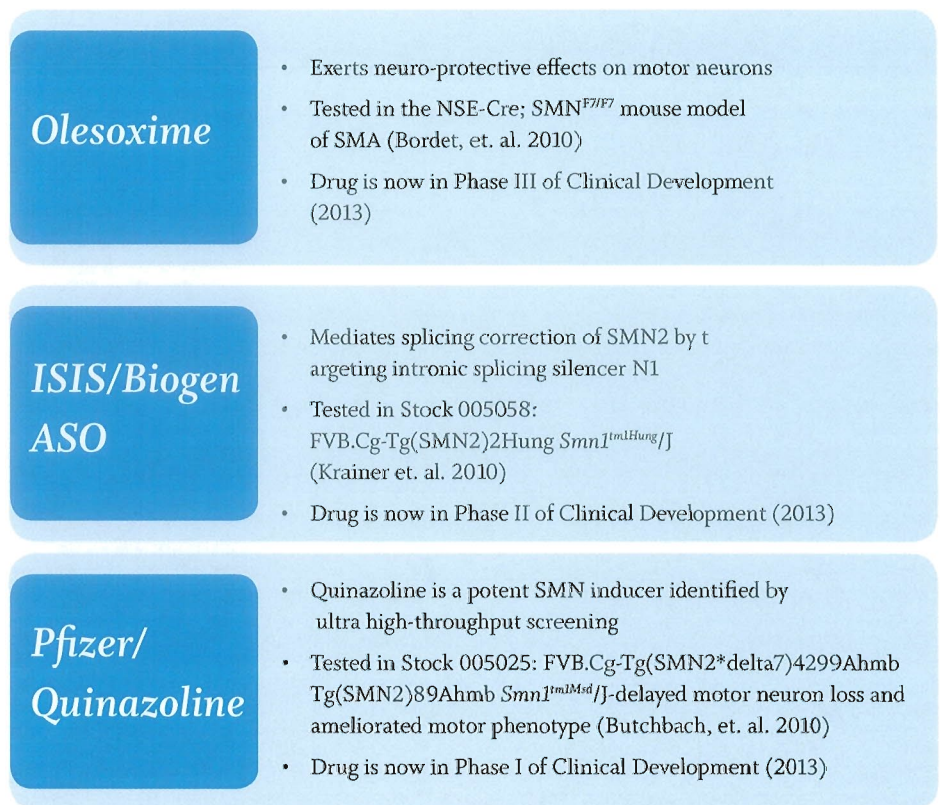 Olesoxime
• Exerts neuro-protective effects on motor neurons
• Tested in the NSE-Cre; SMN^F7/F7 mouse model
of SMA (Bordet, et. al. 2010)
• Drug is now in Phase III of Clinical Development
(2013)
ISIS/Biogen
ASO
• Mediates splicing correction of SMN2 by t
argeting intronic splicing silencer N1
• Tested in Stock 005058:
FVB.Cg-Tg(SMN2)2Hung Smn1^tm1Hung/J
(Krainer et. al. 2010)
• Drug is now in Phase II of Clinical Development (2013)
Pfizer/
Quinazoline
• Quinazoline is a potent SMN inducer identified by
ultra high-throughput screening
• Tested in Stock 005025: FVB.Cg-Tg(SMN2*delta7)4299Ahmb
Tg(SMN2)89Ahmb Smn1^tm1Msd/J-delayed motor neuron loss and
ameliorated motor phenotype (Butchbach, et. al. 2010)
• Drug is now in Phase I of Clinical Development (2013)